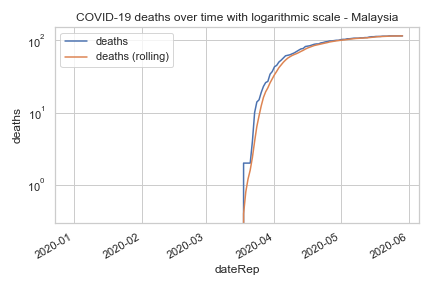 COVID-19 deaths over time with logarithmic scale - Malaysia
deaths
deaths (rolling)
10²
10¹
10⁰
deaths
2020-01
2020-02
2020-03
2020-04
2020-05
2020-06
dateRep